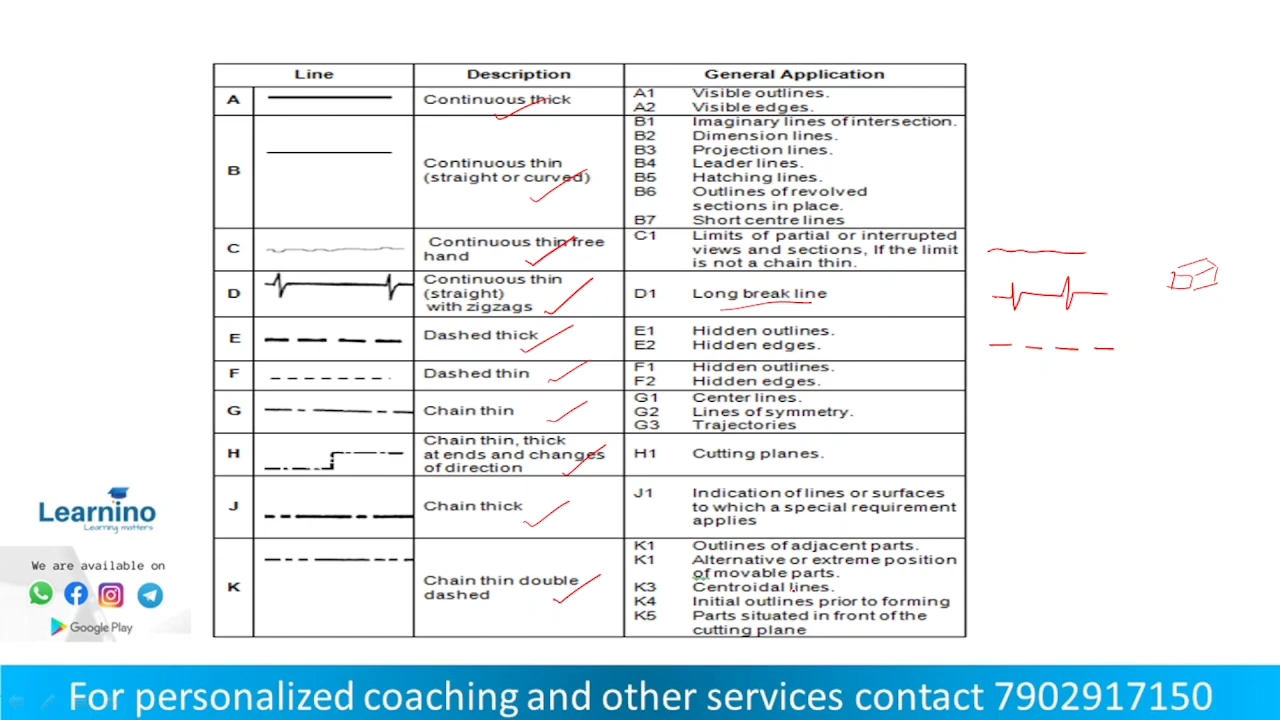 Line Description General Application
A Continuous thick A1 Visible outlines.
A2 Visible edges.
B Continuous thin
(straight or curved) B1 Imaginary lines of intersection.
B2 Dimension lines.
B3 Projection lines.
B4 Leader lines.
B5 Hatching lines.
B6 Outlines of revolved
sections in place.
B7 Short centre lines
C Continuous thin free
hand C1 Limits of partial or interrupted
views and sections, If the limit
is not a chain thin.
D Continuous thin
(straight)
with zigzags D1 Long break line
E Dashed thick E1 Hidden outlines.
E2 Hidden edges.
F Dashed thin F1 Hidden outlines.
F2 Hidden edges.
G Chain thin G1 Center lines.
G2 Lines of symmetry.
G3 Trajectories
H Chain thin, thick
at ends and changes
of direction H1 Cutting planes.
J Chain thick J1 Indication of lines or surfaces
to which a special requirement
applies
K Chain thin double
dashed K1 Outlines of adjacent parts.
K1 Alternative or extreme position
of movable parts.
K3 Centroidal lines.
K4 Initial outlines prior to forming
K5 Parts situated in front of the
cutting plane
Learnino
Learning matters
We are available on
Google Play
For personalized coaching and other services contact 7902917150